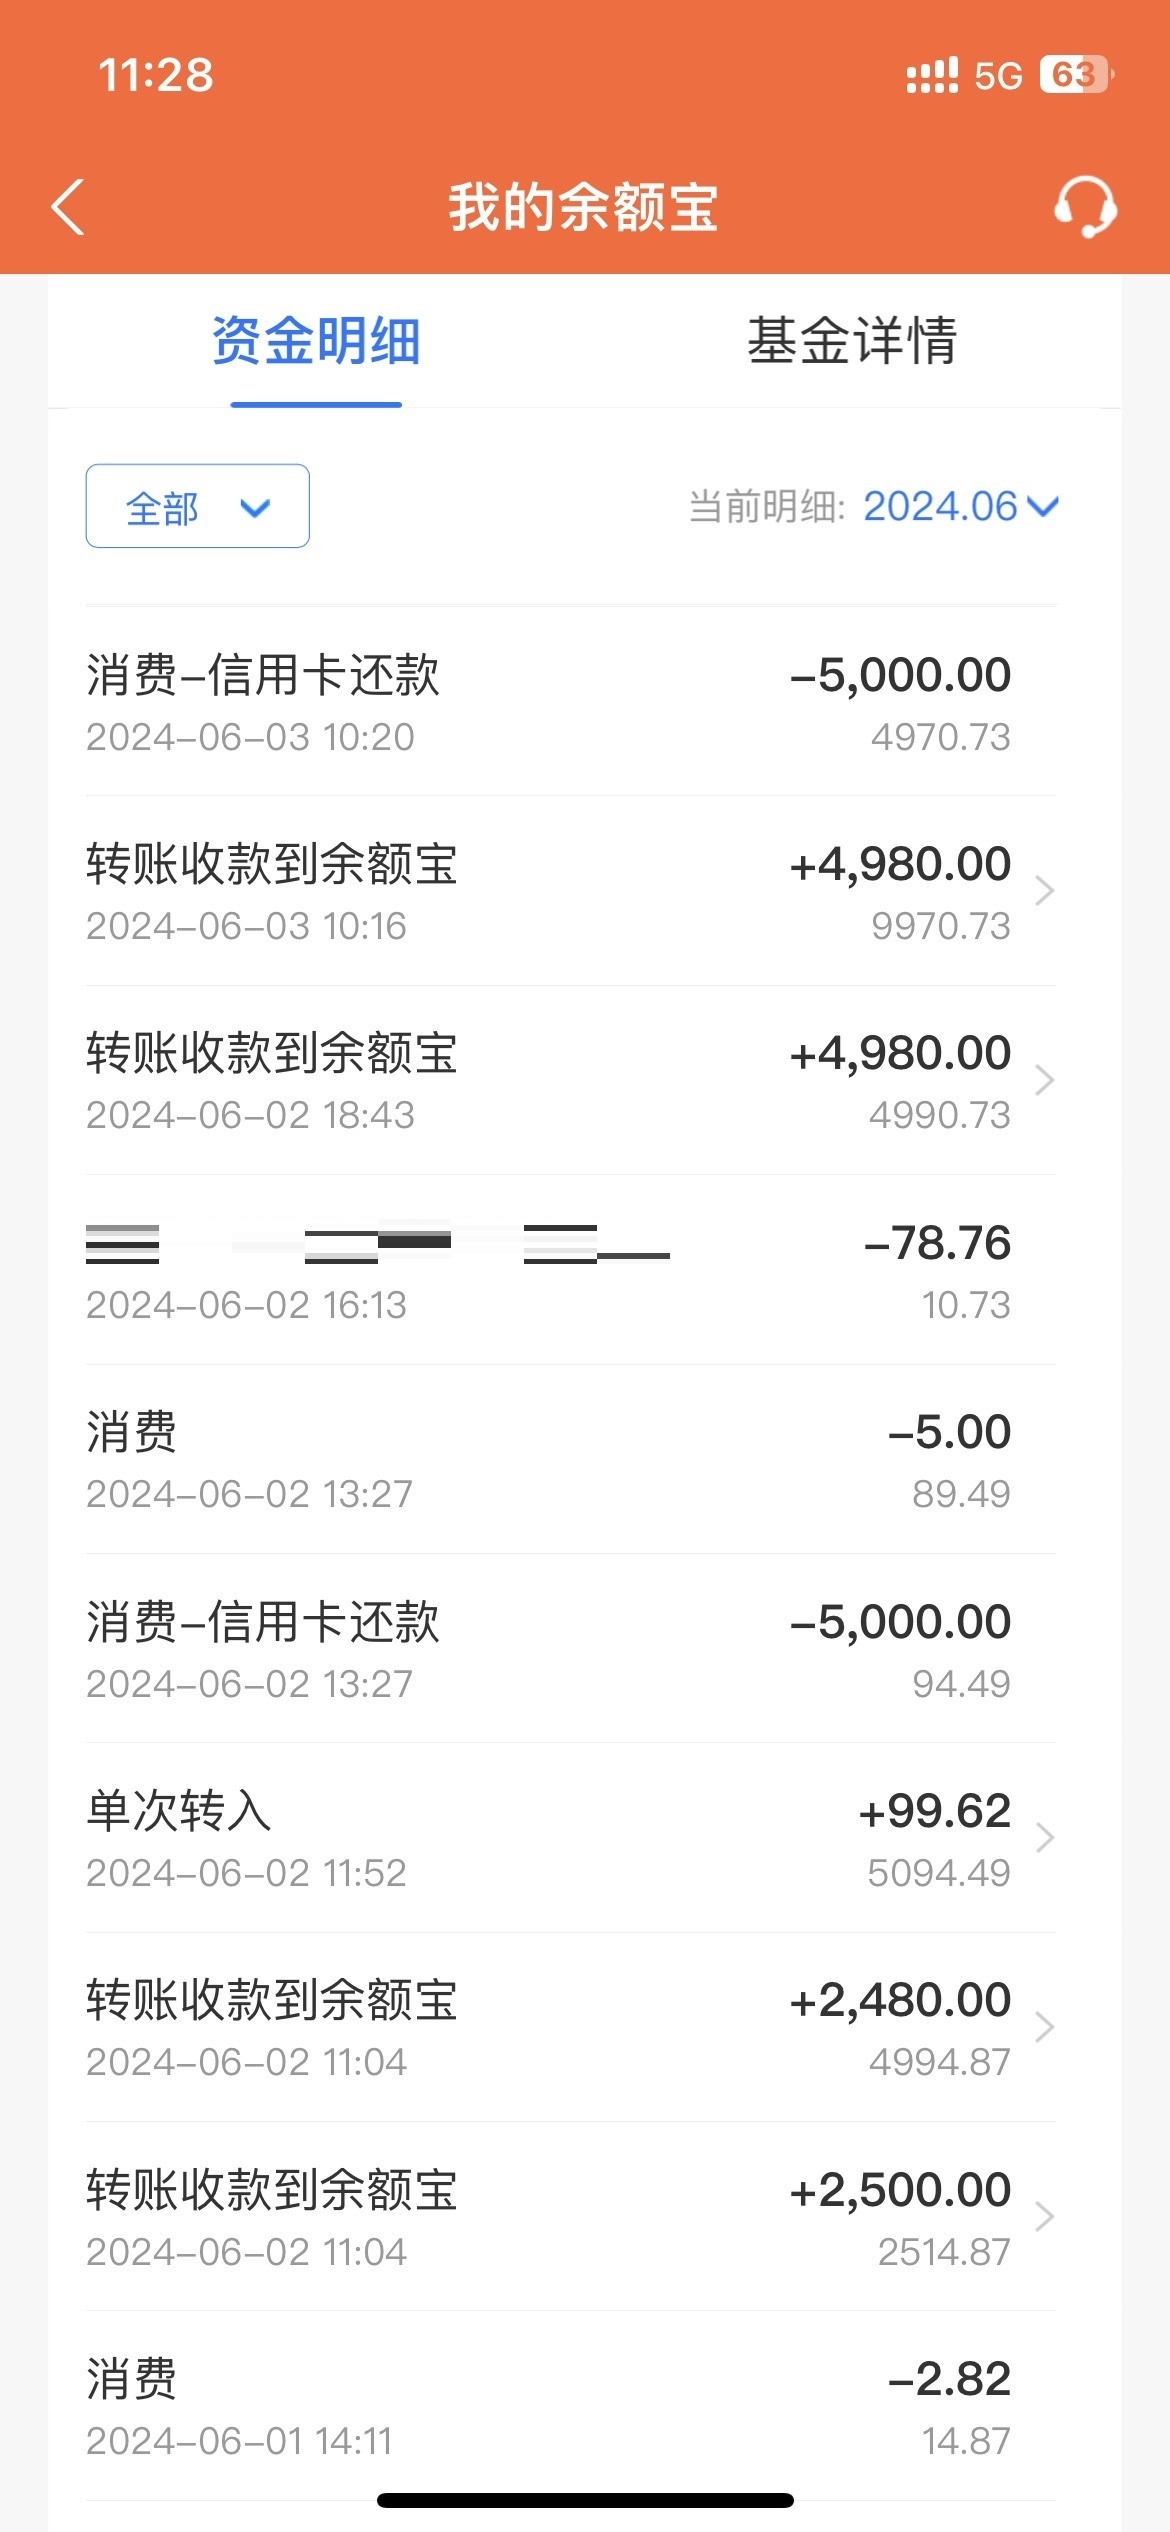 11:28
5G 63
我的余额宝
资金明细 基金详情
全部 当前明细: 2024.06
消费-信用卡还款 -5,000.00
2024-06-03 10:20 4970.73
转账收款到余额宝 +4,980.00
2024-06-03 10:16 9970.73
转账收款到余额宝 +4,980.00
2024-06-02 18:43 4990.73
-78.76
2024-06-02 16:13 10.73
消费 -5.00
2024-06-02 13:27 89.49
消费-信用卡还款 -5,000.00
2024-06-02 13:27 94.49
单次转入 +99.62
2024-06-02 11:52 5094.49
转账收款到余额宝 +2,480.00
2024-06-02 11:04 4994.87
转账收款到余额宝 +2,500.00
2024-06-02 11:04 2514.87
消费 -2.82
2024-06-01 14:11 14.87